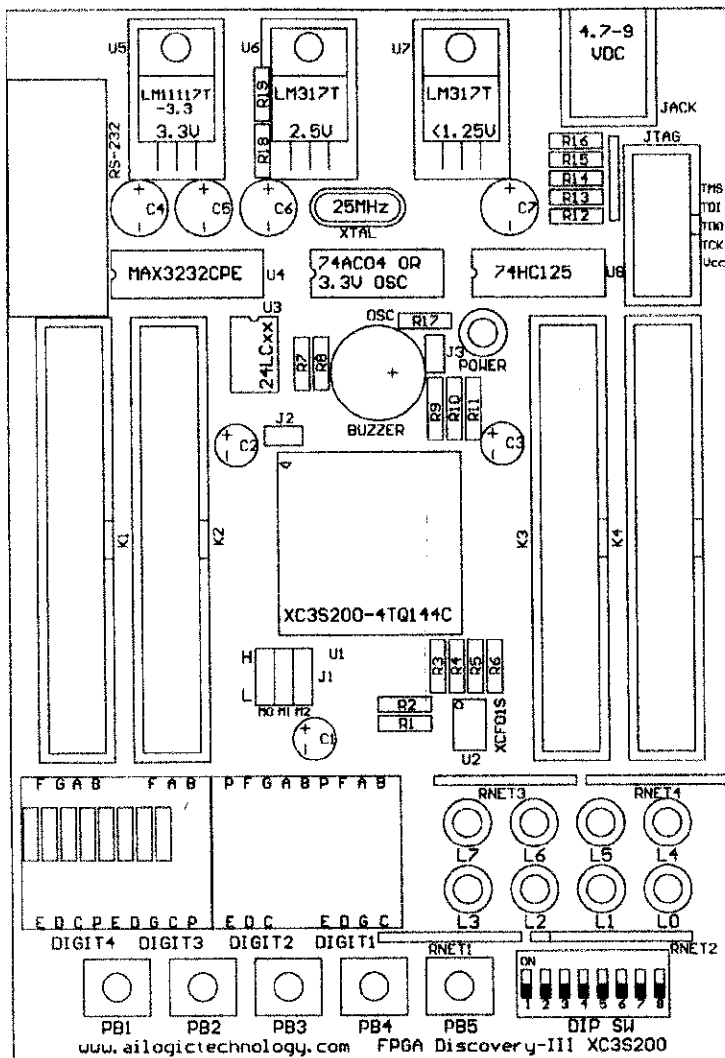 U5
U6
U7
4.7-9
VDC
LM11117T
-3.3
3.3V
R19
R18
LM317T
2.5V
LM317T
<1.25V
JACK
RS-232
R16
R15
R14
R13
R12
JTAG
TMS
TDI
TDO
TCK
Vcc
C4
C5
C6
25MHz
XTAL
C7
MAX3232CPE
U4
74AC04 OR
3.3V OSC
74HC125
U8
U3
24LCxx
OSC
R17
R7
R8
J3
POWER
BUZZER
R9
R10
R11
J2
C2
C3
K1
K2
K3
K4
XC3S200-4TQ144C
U1
H
L
J1
M0 M1 M2
R3
R4
R5
R6
R2
R1
C1
U2
XCF01S
F G A B F A B P F G A B P F A B
RNET3
RNET4
L7 L6 L5 L4
L3 L2 L1 L0
E D C P E D G C P E D C E D G C
DIGIT4 DIGIT3 DIGIT2 DIGIT1
RNET1
RNET2
ON
1 2 3 4 5 6 7 8
PB1 PB2 PB3 PB4 PB5 DIP SW
www.ailogictechnology.com FPGA Discovery-III XC3S200